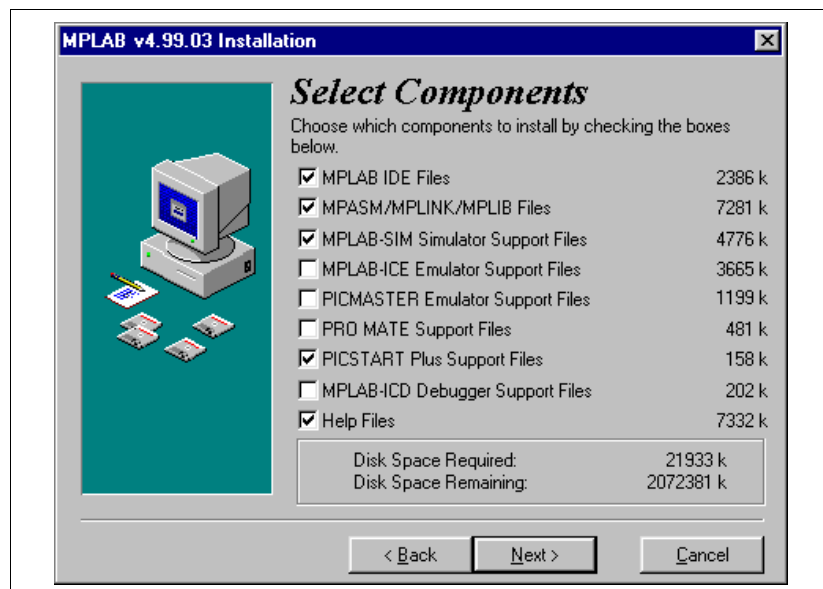 MPLAB v4.99.03 Installation
Select Components
Choose which components to install by checking the boxes
below.
MPLAB IDE Files 2386 k
MPASM/MPLINK/MPLIB Files 7281 k
MPLAB-SIM Simulator Support Files 4776 k
MPLAB-ICE Emulator Support Files 3665 k
PICMASTER Emulator Support Files 1199 k
PRO MATE Support Files 481 k
PICSTART Plus Support Files 158 k
MPLAB-ICD Debugger Support Files 202 k
Help Files 7332 k
Disk Space Required: 21933 k
Disk Space Remaining: 2072381 k
< Back Next > Cancel